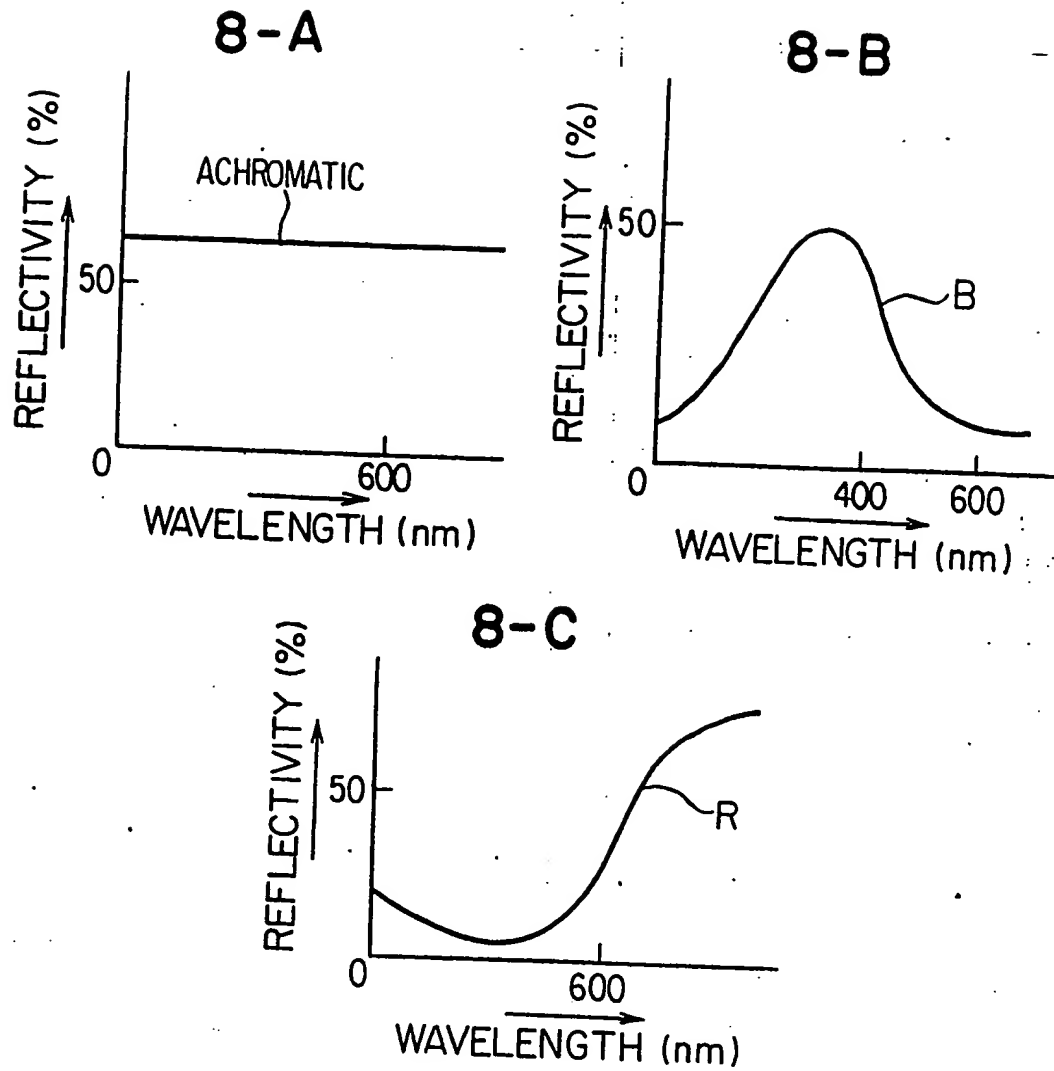 8-A
REFLECTIVITY (%)
ACHROMATIC
50
0
600
WAVELENGTH (nm)
8-B
REFLECTIVITY (%)
50
B
0
400
600
WAVELENGTH (nm)
8-C
REFLECTIVITY (%)
50
R
0
600
WAVELENGTH (nm)